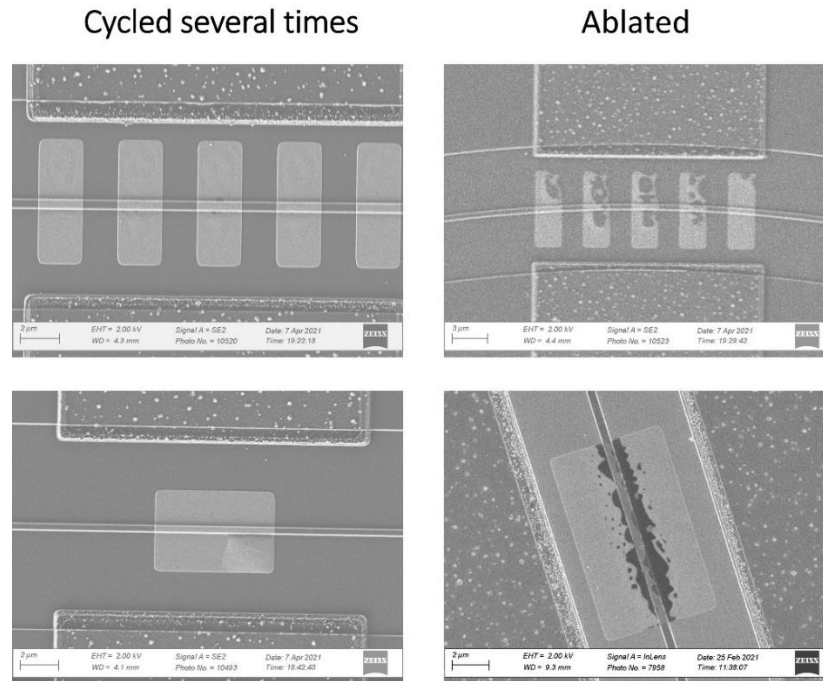 Cycled several times
Ablated
2 µm
EHT = 2.00 kV
WD = 4.3 mm
Signal A = SE2
Photo No. = 10520
Date: 7 Apr 2021
Time: 19:22:18
ZEISS
3 µm
EHT = 2.00 kV
WD = 4.4 mm
Signal A = SE2
Photo No. = 10523
Date: 7 Apr 2021
Time: 19:29:42
ZEISS
2 µm
EHT = 2.00 kV
WD = 4.1 mm
Signal A = SE2
Photo No. = 10493
Date: 7 Apr 2021
Time: 18:42:40
ZEISS
2 µm
EHT = 2.00 kV
WD = 9.3 mm
Signal A = InLens
Photo No. = 7958
Date: 25 Feb 2021
Time: 11:38:07
ZEISS